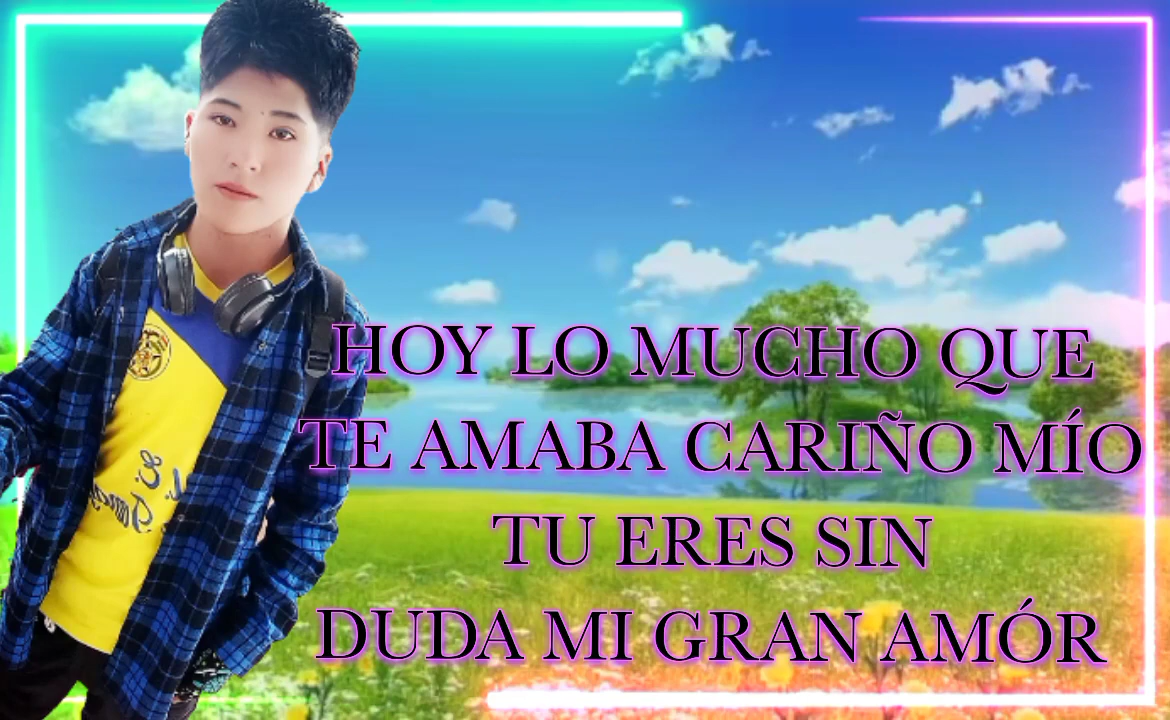 HOY LO MUCHO QUE
TE AMABA CARIÑO MÍO
TU ERES SIN
DUDA MI GRAN AMÓR